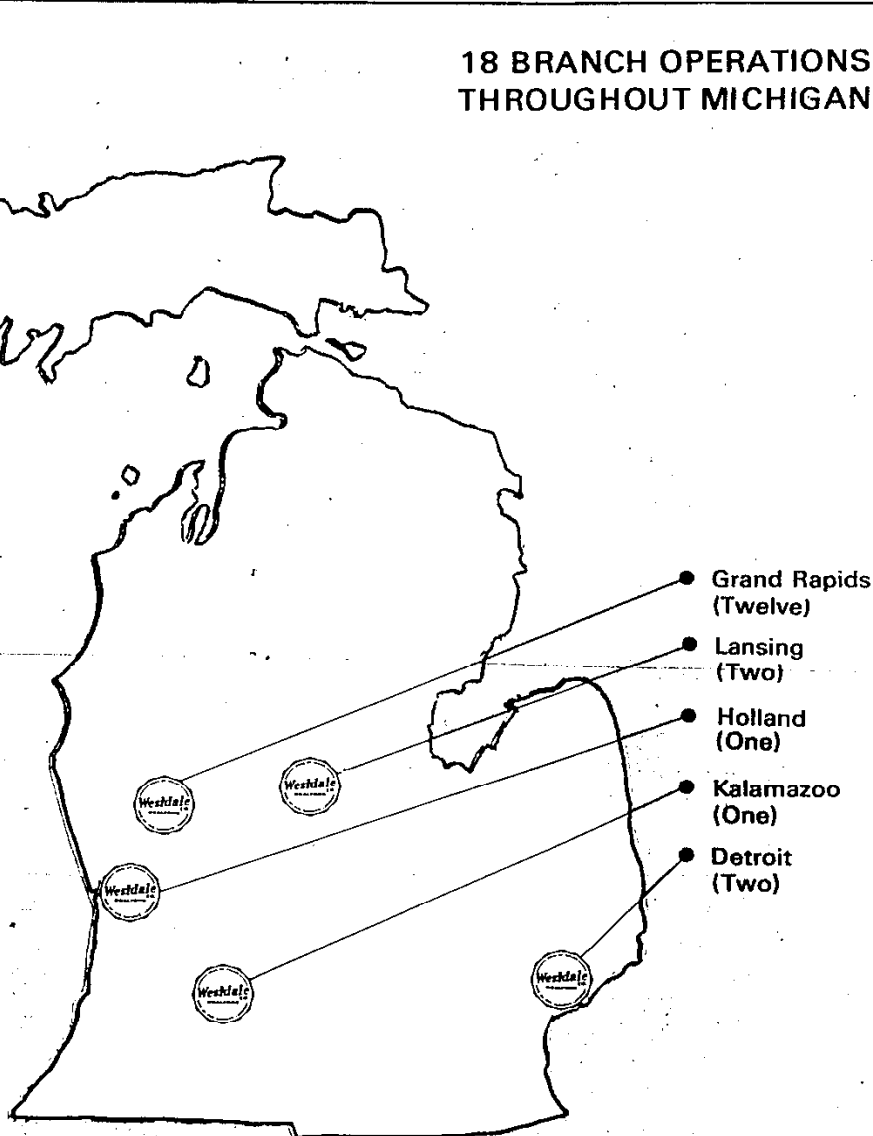 18 BRANCH OPERATIONS
THROUGHOUT MICHIGAN
Grand Rapids
(Twelve)
Lansing
(Two)
Holland
(One)
Kalamazoo
(One)
Detroit
(Two)
Westdale
Westdale
Westdale
Westdale
Westdale